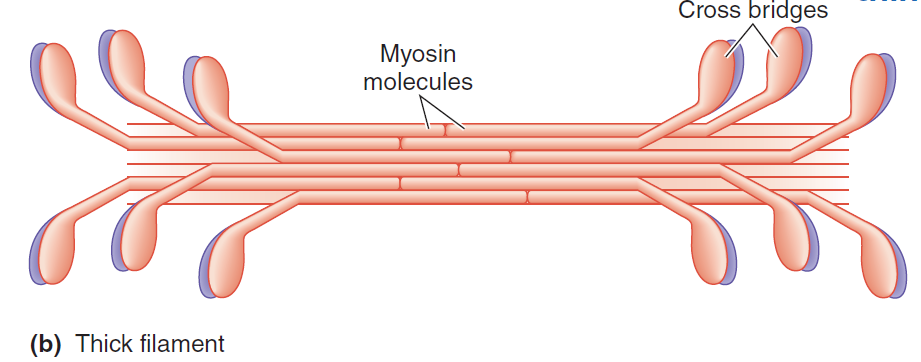 Cross bridges
Myosin
molecules
(b) Thick filament